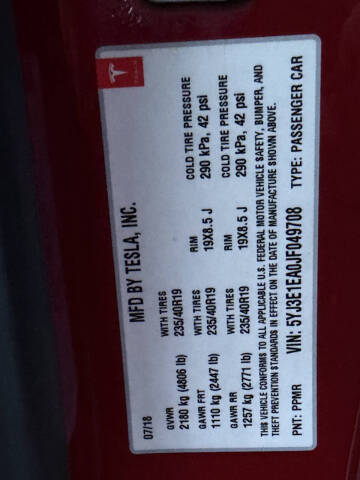 07/18 MFD BY TESLA, INC.
GVWR WITH TIRES RIM COLD TIRE PRESSURE
2180 kg (4806 lb) 235/40R19 19X8.5 J 290 kPa, 42 psi
GAWR FRT
1110 kg (2447 lb)
GAWR RR WITH TIRES RIM COLD TIRE PRESSURE
1257 kg (2771 lb) 235/40R19 19X8.5 J 290 kPa, 42 psi
THIS VEHICLE CONFORMS TO ALL APPLICABLE U.S. FEDERAL MOTOR VEHICLE SAFETY, BUMPER, AND
THEFT PREVENTION STANDARDS IN EFFECT ON THE DATE OF MANUFACTURE SHOWN ABOVE.
PNT: PPMR VIN: 5YJ3E1EA0JF049708 TYPE: PASSENGER CAR